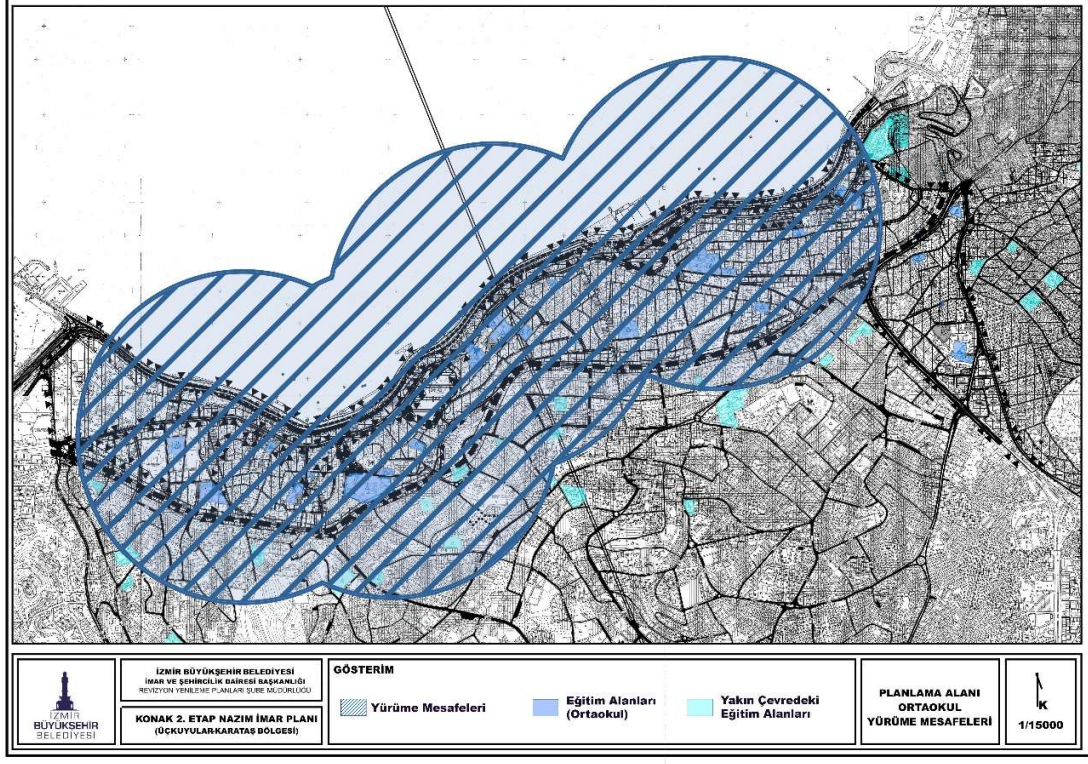 İZMİR
BÜYÜKŞEHİR
BELEDİYESİ
İZMİR BÜYÜKŞEHİR BELEDİYESİ
İMAR VE ŞEHİRCİLİK DAİRESİ BAŞKANLIĞI
REVİZYON YENİLEME PLANLARI ŞUBE MÜDÜRLÜĞÜ
KONAK 2. ETAP NAZIM İMAR PLANI
(ÜÇKUYULAR-KARATAŞ BÖLGESİ)
GÖSTERİM
Yürüme Mesafeleri
Eğitim Alanları
(Ortaokul)
Yakın Çevredeki
Eğitim Alanları
PLANLAMA ALANI
ORTAOKUL
YÜRÜME MESAFELERİ
K
1/15000